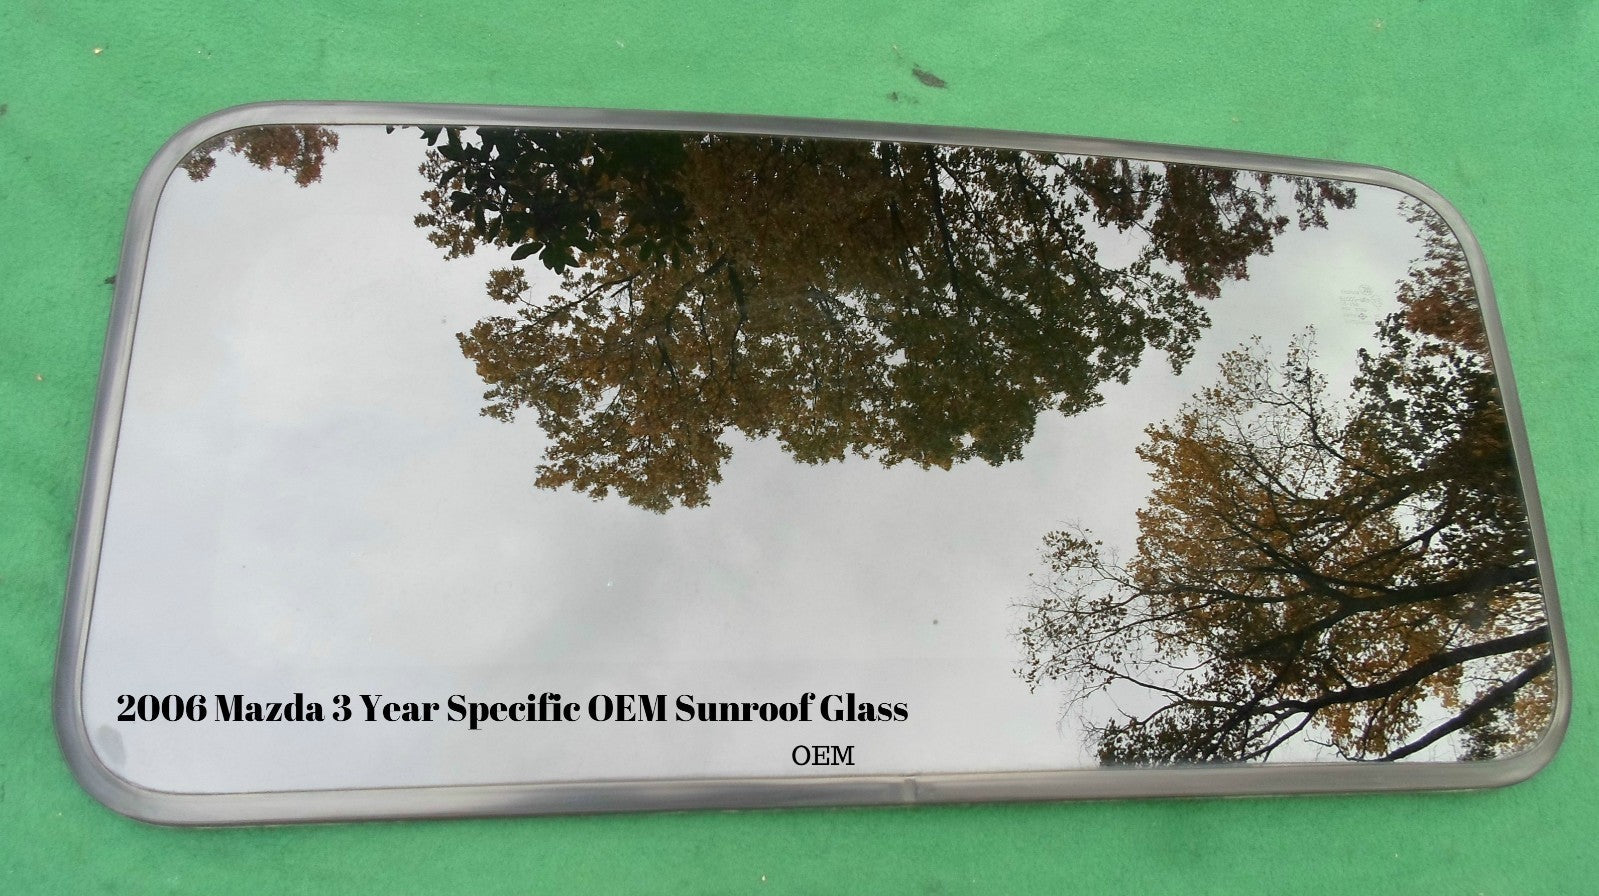 2006 Mazda 3 Year Specific OEM Sunroof Glass
OEM